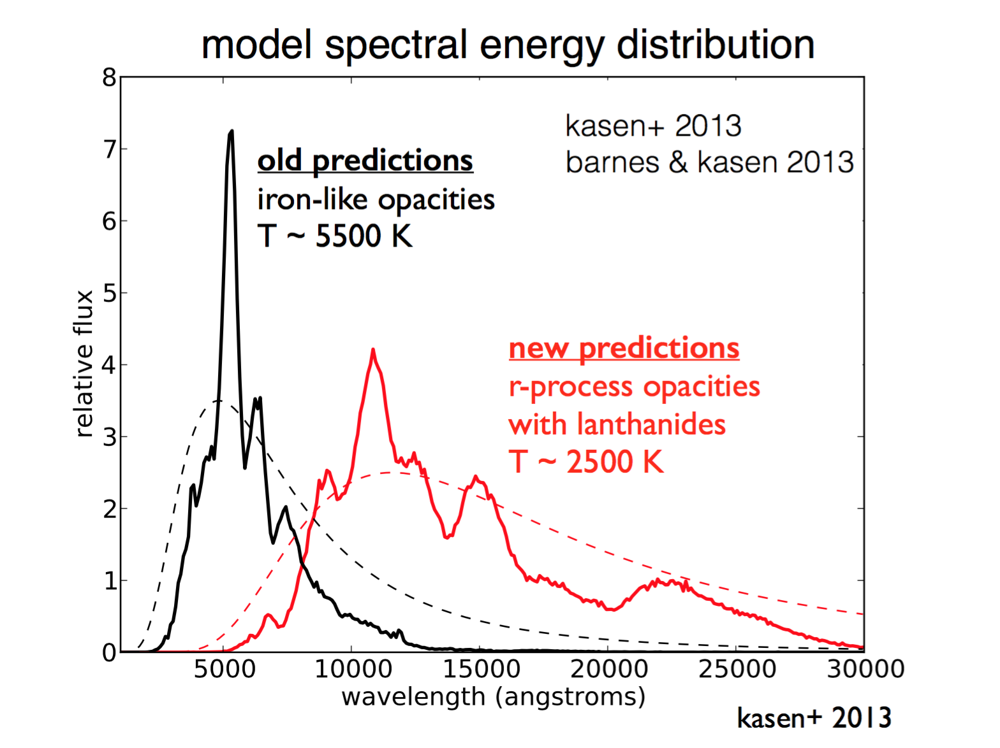 model spectral energy distribution
8
7
6
5
4
3
2
1
0
relative flux
kasen+ 2013
barnes & kasen 2013
old predictions
iron-like opacities
T ~ 5500 K
new predictions
r-process opacities
with lanthanides
T ~ 2500 K
5000 10000 15000 20000 25000 30000
wavelength (angstroms)
kasen+ 2013